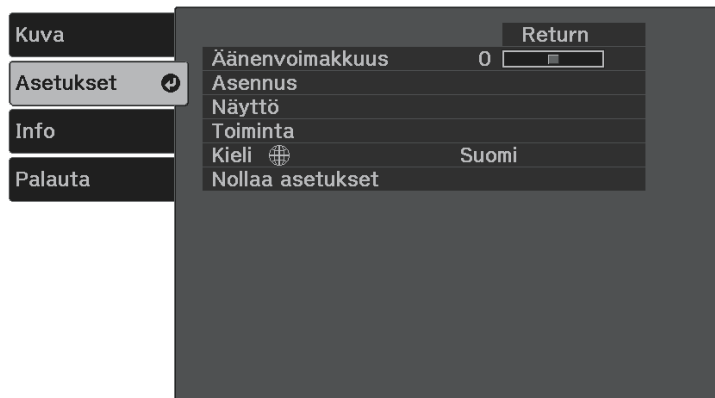 Kuva
Asetukset
Info
Palauta
Return
Äänenvoimakkuus 0
Asennus
Näyttö
Toiminta
Kieli Suomi
Nollaa asetukset